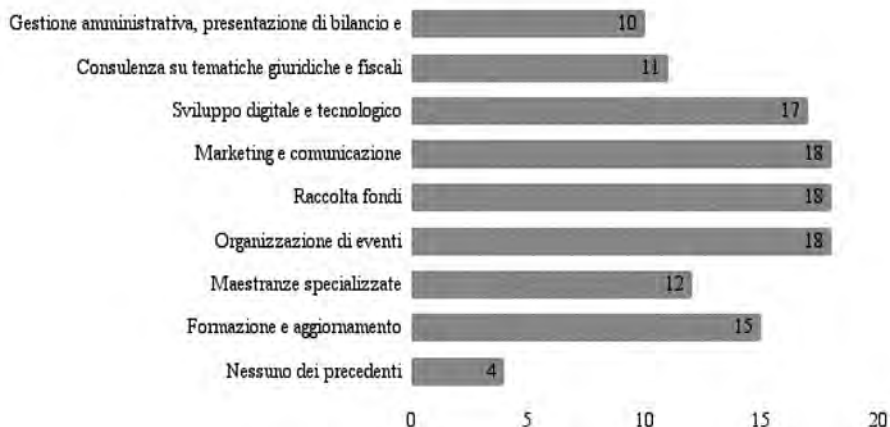 Gestione amministrativa, presentazione di bilancio e 10
Consulenza su tematiche giuridiche e fiscali 11
Sviluppo digitale e tecnologico 17
Marketing e comunicazione 18
Raccolta fondi 18
Organizzazione di eventi 18
Maestranze specializzate 12
Formazione e aggiornamento 15
Nessuno dei precedenti 4
0 5 10 15 20